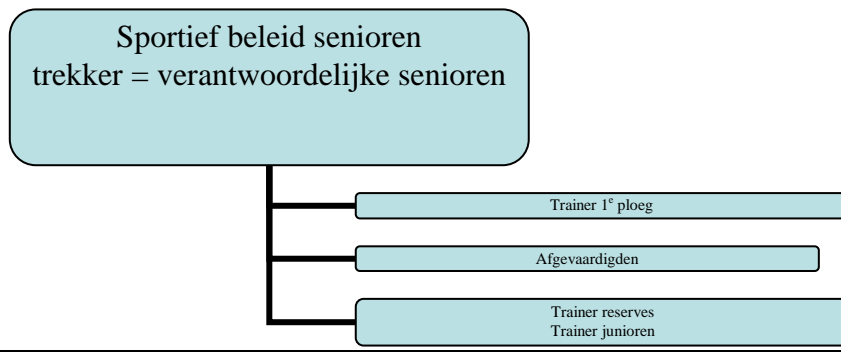 Sportief beleid senioren
trekker = verantwoordelijke senioren
Trainer 1e ploeg
Afgevaardigden
Trainer reserves
Trainer junioren